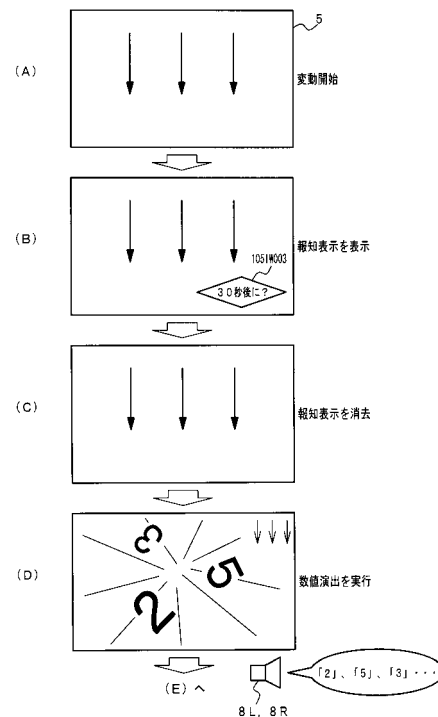 5
(A)
変動開始
(B)
1051W003
報知表示を表示
30秒後に?
(C)
報知表示を消去
(D)
3
5
2
数値演出を実行
(E)へ
「2」、「5」、「3」・・・
8L, 8R